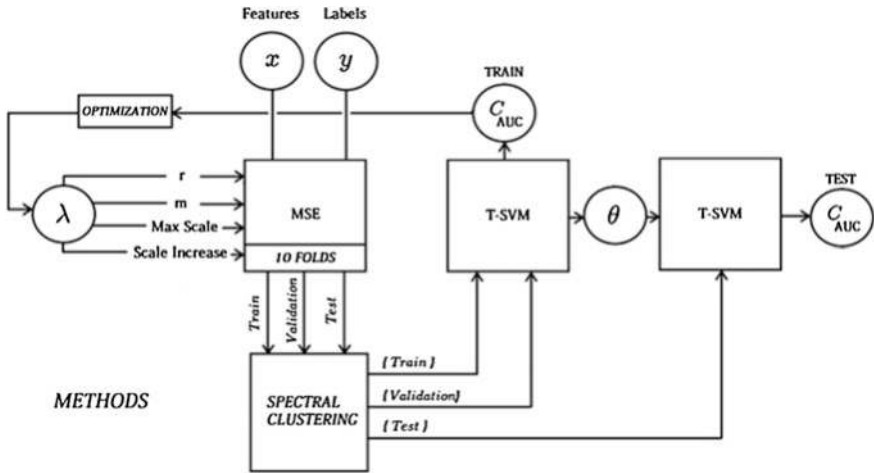 Features Labels
x y
TRAIN
OPTIMIZATION
C AUC
r
m
λ
Max Scale
Scale Increase
MSE
10 FOLDS
T-SVM
θ
T-SVM
TEST
C AUC
Train
Validation
Test
{Train}
{Validation}
{Test}
METHODS
SPECTRAL
CLUSTERING